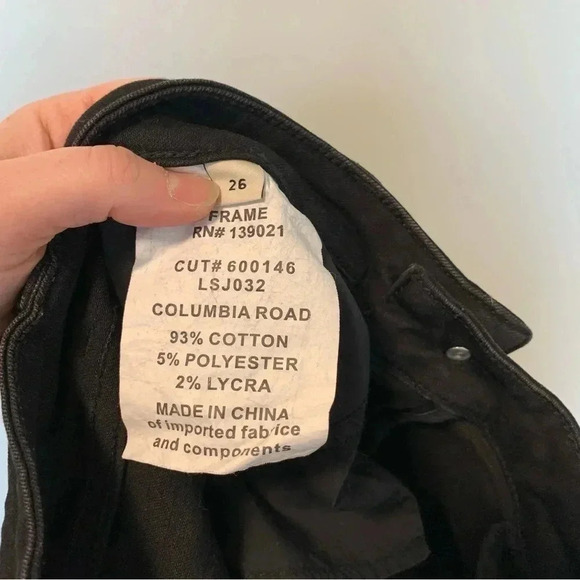 26
FRAME
RN# 139021
CUT# 600146
LSJ032
COLUMBIA ROAD
93% COTTON
5% POLYESTER
2% LYCRA
MADE IN CHINA
of imported fabrice
and components